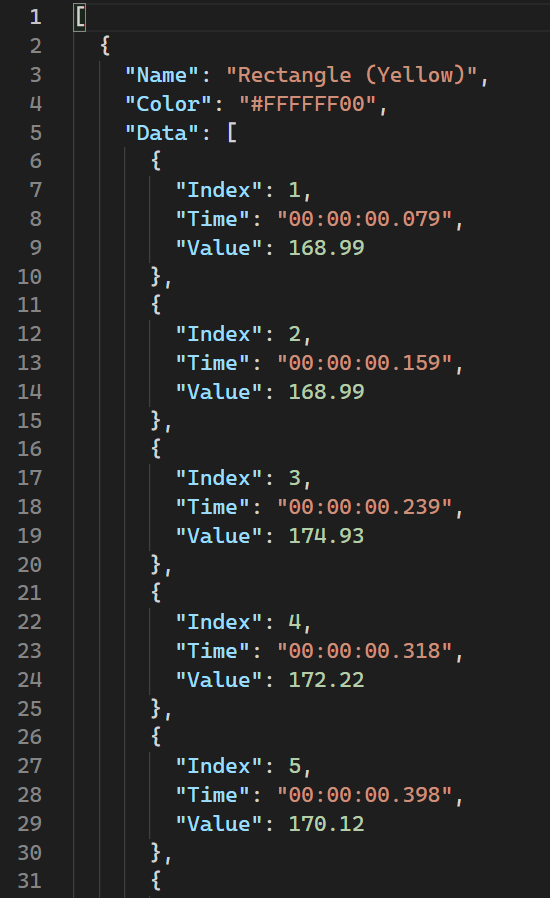 1 [
2 {
3 "Name": "Rectangle (Yellow)",
4 "Color": "#FFFFFF00",
5 "Data": [
6 {
7 "Index": 1,
8 "Time": "00:00:00.079",
9 "Value": 168.99
10 },
11 {
12 "Index": 2,
13 "Time": "00:00:00.159",
14 "Value": 168.99
15 },
16 {
17 "Index": 3,
18 "Time": "00:00:00.239",
19 "Value": 174.93
20 },
21 {
22 "Index": 4,
23 "Time": "00:00:00.318",
24 "Value": 172.22
25 },
26 {
27 "Index": 5,
28 "Time": "00:00:00.398",
29 "Value": 170.12
30 },
31 {